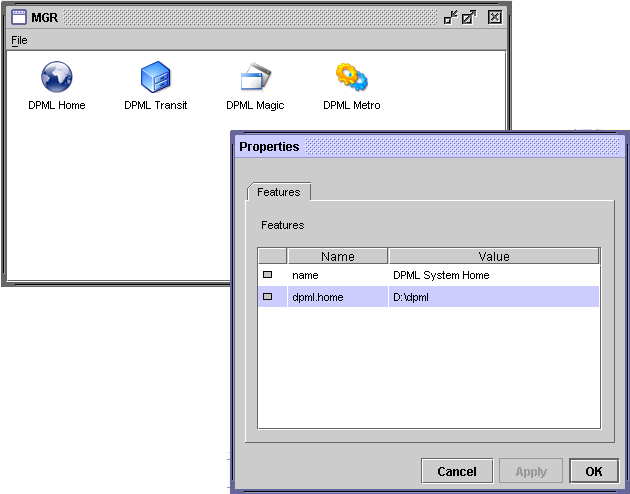 MGR
File
DPML Home DPML Transit DPML Magic DPML Metro
Properties
Features
Features
Name Value
name DPML System Home
dpml.home D:\dpml
Cancel Apply OK